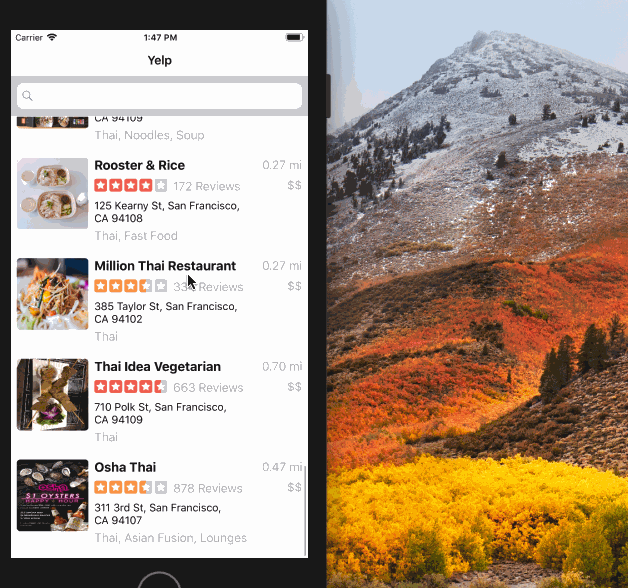 Carrier 1:47 PM
Yelp
CA 94109
Thai, Noodles, Soup
Rooster & Rice 0.27 mi
172 Reviews $$
125 Kearny St, San Francisco,
CA 94108
Thai, Fast Food
Million Thai Restaurant 0.27 mi
Reviews $$
385 Taylor St, San Francisco,
CA 94102
Thai
Thai Idea Vegetarian 0.70 mi
663 Reviews $$
710 Polk St, San Francisco,
CA 94109
Thai
Osha Thai 0.47 mi
878 Reviews $$
311 3rd St, San Francisco,
CA 94107
Thai, Asian Fusion, Lounges
osha
$1 OYSTERS
HAPPY HOUR